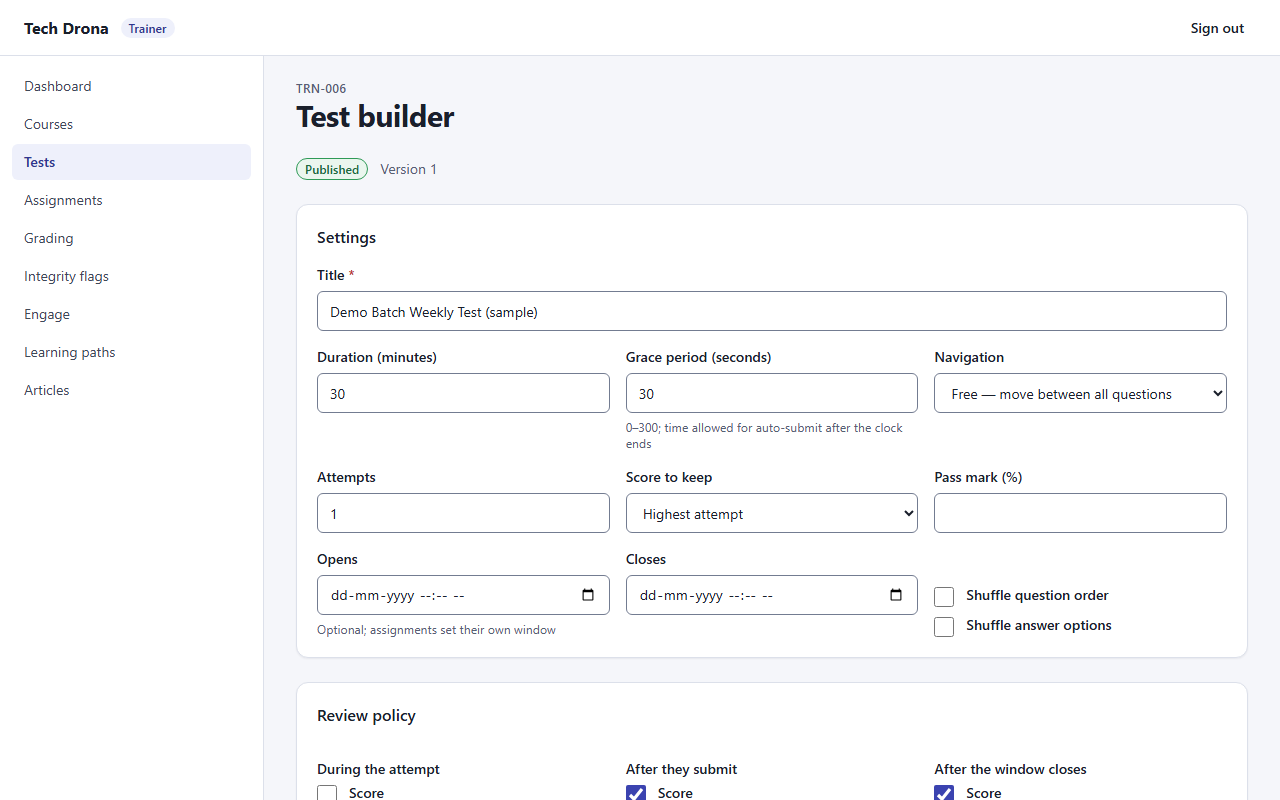 Tech Drona Trainer Sign out
Dashboard
Courses
Tests
Assignments
Grading
Integrity flags
Engage
Learning paths
Articles
TRN-006
Test builder
Published Version 1
Settings
Title *
Demo Batch Weekly Test (sample)
Duration (minutes) Grace period (seconds) Navigation
30 30 Free — move between all questions
0–300; time allowed for auto-submit after the clock
ends
Attempts Score to keep Pass mark (%)
1 Highest attempt
Opens Closes
dd-mm-yyyy --:-- -- dd-mm-yyyy --:-- -- Shuffle question order
Optional; assignments set their own window Shuffle answer options
Review policy
During the attempt After they submit After the window closes
Score Score Score